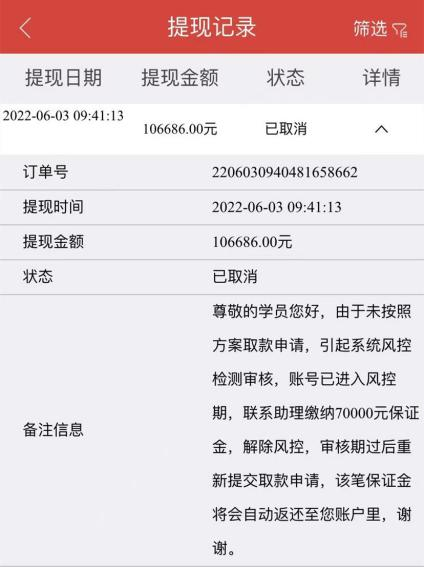 提现记录
筛选
提现日期 提现金额 状态 详情
2022-06-03 09:41:13 106686.00元 已取消
订单号 2206030940481658662
提现时间 2022-06-03 09:41:13
提现金额 106686.00元
状态 已取消
备注信息
尊敬的学员您好，由于未按照
方案取款申请，引起系统风控
检测审核，账号已进入风控
期，联系助理缴纳70000元保证
金，解除风控，审核期过后重
新提交取款申请，该笔保证金
将会自动返还至您账户里，谢
谢。